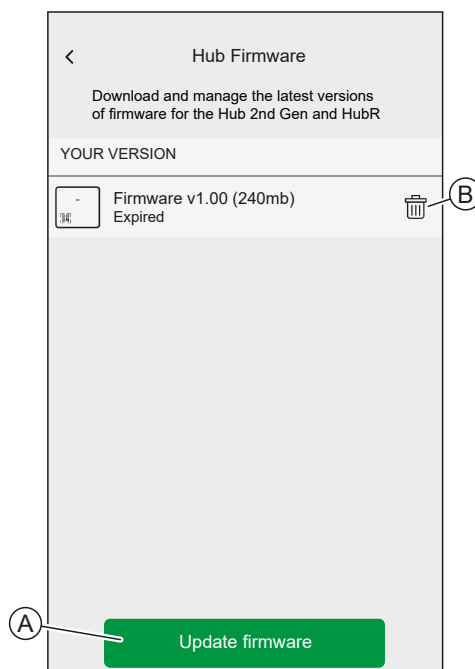 Hub Firmware
Download and manage the latest versions
of firmware for the Hub 2nd Gen and HubR
YOUR VERSION
Firmware v1.00 (240mb)
Expired
B
A
Update firmware